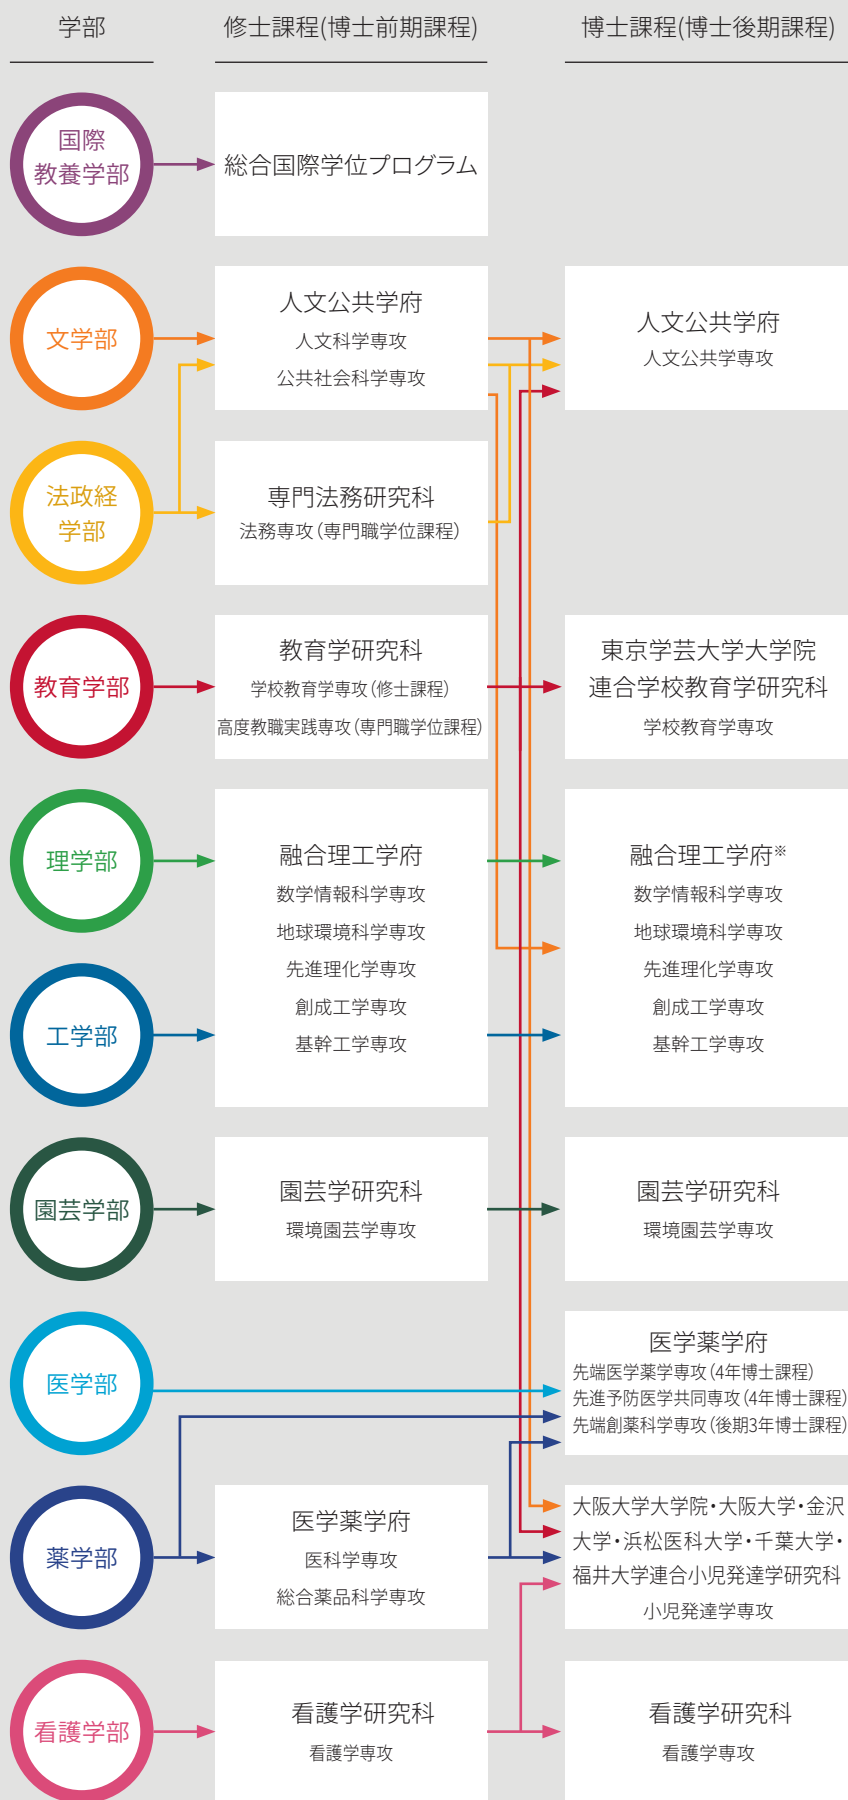 学部
修士課程(博士前期課程)
博士課程(博士後期課程)
国際
教養学部
総合国際学位プログラム
文学部
人文公共学府
人文科学専攻
公共社会科学専攻
人文公共学府
人文公共学専攻
法政経
学部
専門法務研究科
法務専攻(専門職学位課程)
教育学部
教育学研究科
学校教育学専攻(修士課程)
高度教職実践専攻(専門職学位課程)
東京学芸大学大学院
連合学校教育学研究科
学校教育学専攻
理学部
工学部
融合理工学府
数学情報科学専攻
地球環境科学専攻
先進理化学専攻
創成工学専攻
基幹工学専攻
融合理工学府※
数学情報科学専攻
地球環境科学専攻
先進理化学専攻
創成工学専攻
基幹工学専攻
園芸学部
園芸学研究科
環境園芸学専攻
園芸学研究科
環境園芸学専攻
医学部
医学薬学府
先端医学薬学専攻(4年博士課程)
先進予防医学共同専攻(4年博士課程)
先端創薬科学専攻(後期3年博士課程)
薬学部
医学薬学府
医科学専攻
総合薬品科学専攻
大阪大学大学院・大阪大学・金沢
大学・浜松医科大学・千葉大学・
福井大学連合小児発達学研究科
小児発達学専攻
看護学部
看護学研究科
看護学専攻
看護学研究科
看護学専攻